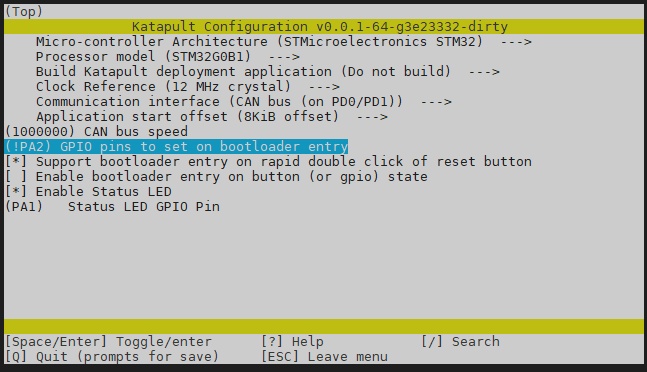 (Top)
Katapult Configuration v0.0.1-64-g3e23332-dirty
Micro-controller Architecture (STMicroelectronics STM32)  --->
Processor model (STM32G0B1)  --->
Build Katapult deployment application (Do not build)  --->
Clock Reference (12 MHz crystal)  --->
Communication interface (CAN bus (on PD0/PD1))  --->
Application start offset (8KiB offset)  --->
(1000000) CAN bus speed
(!PA2) GPIO pins to set on bootloader entry
[*] Support bootloader entry on rapid double click of reset button
[ ] Enable bootloader entry on button (or gpio) state
[*] Enable Status LED
(PA1)   Status LED GPIO Pin
[Space/Enter] Toggle/enter      [?] Help            [/] Search
[Q] Quit (prompts for save)     [ESC] Leave menu